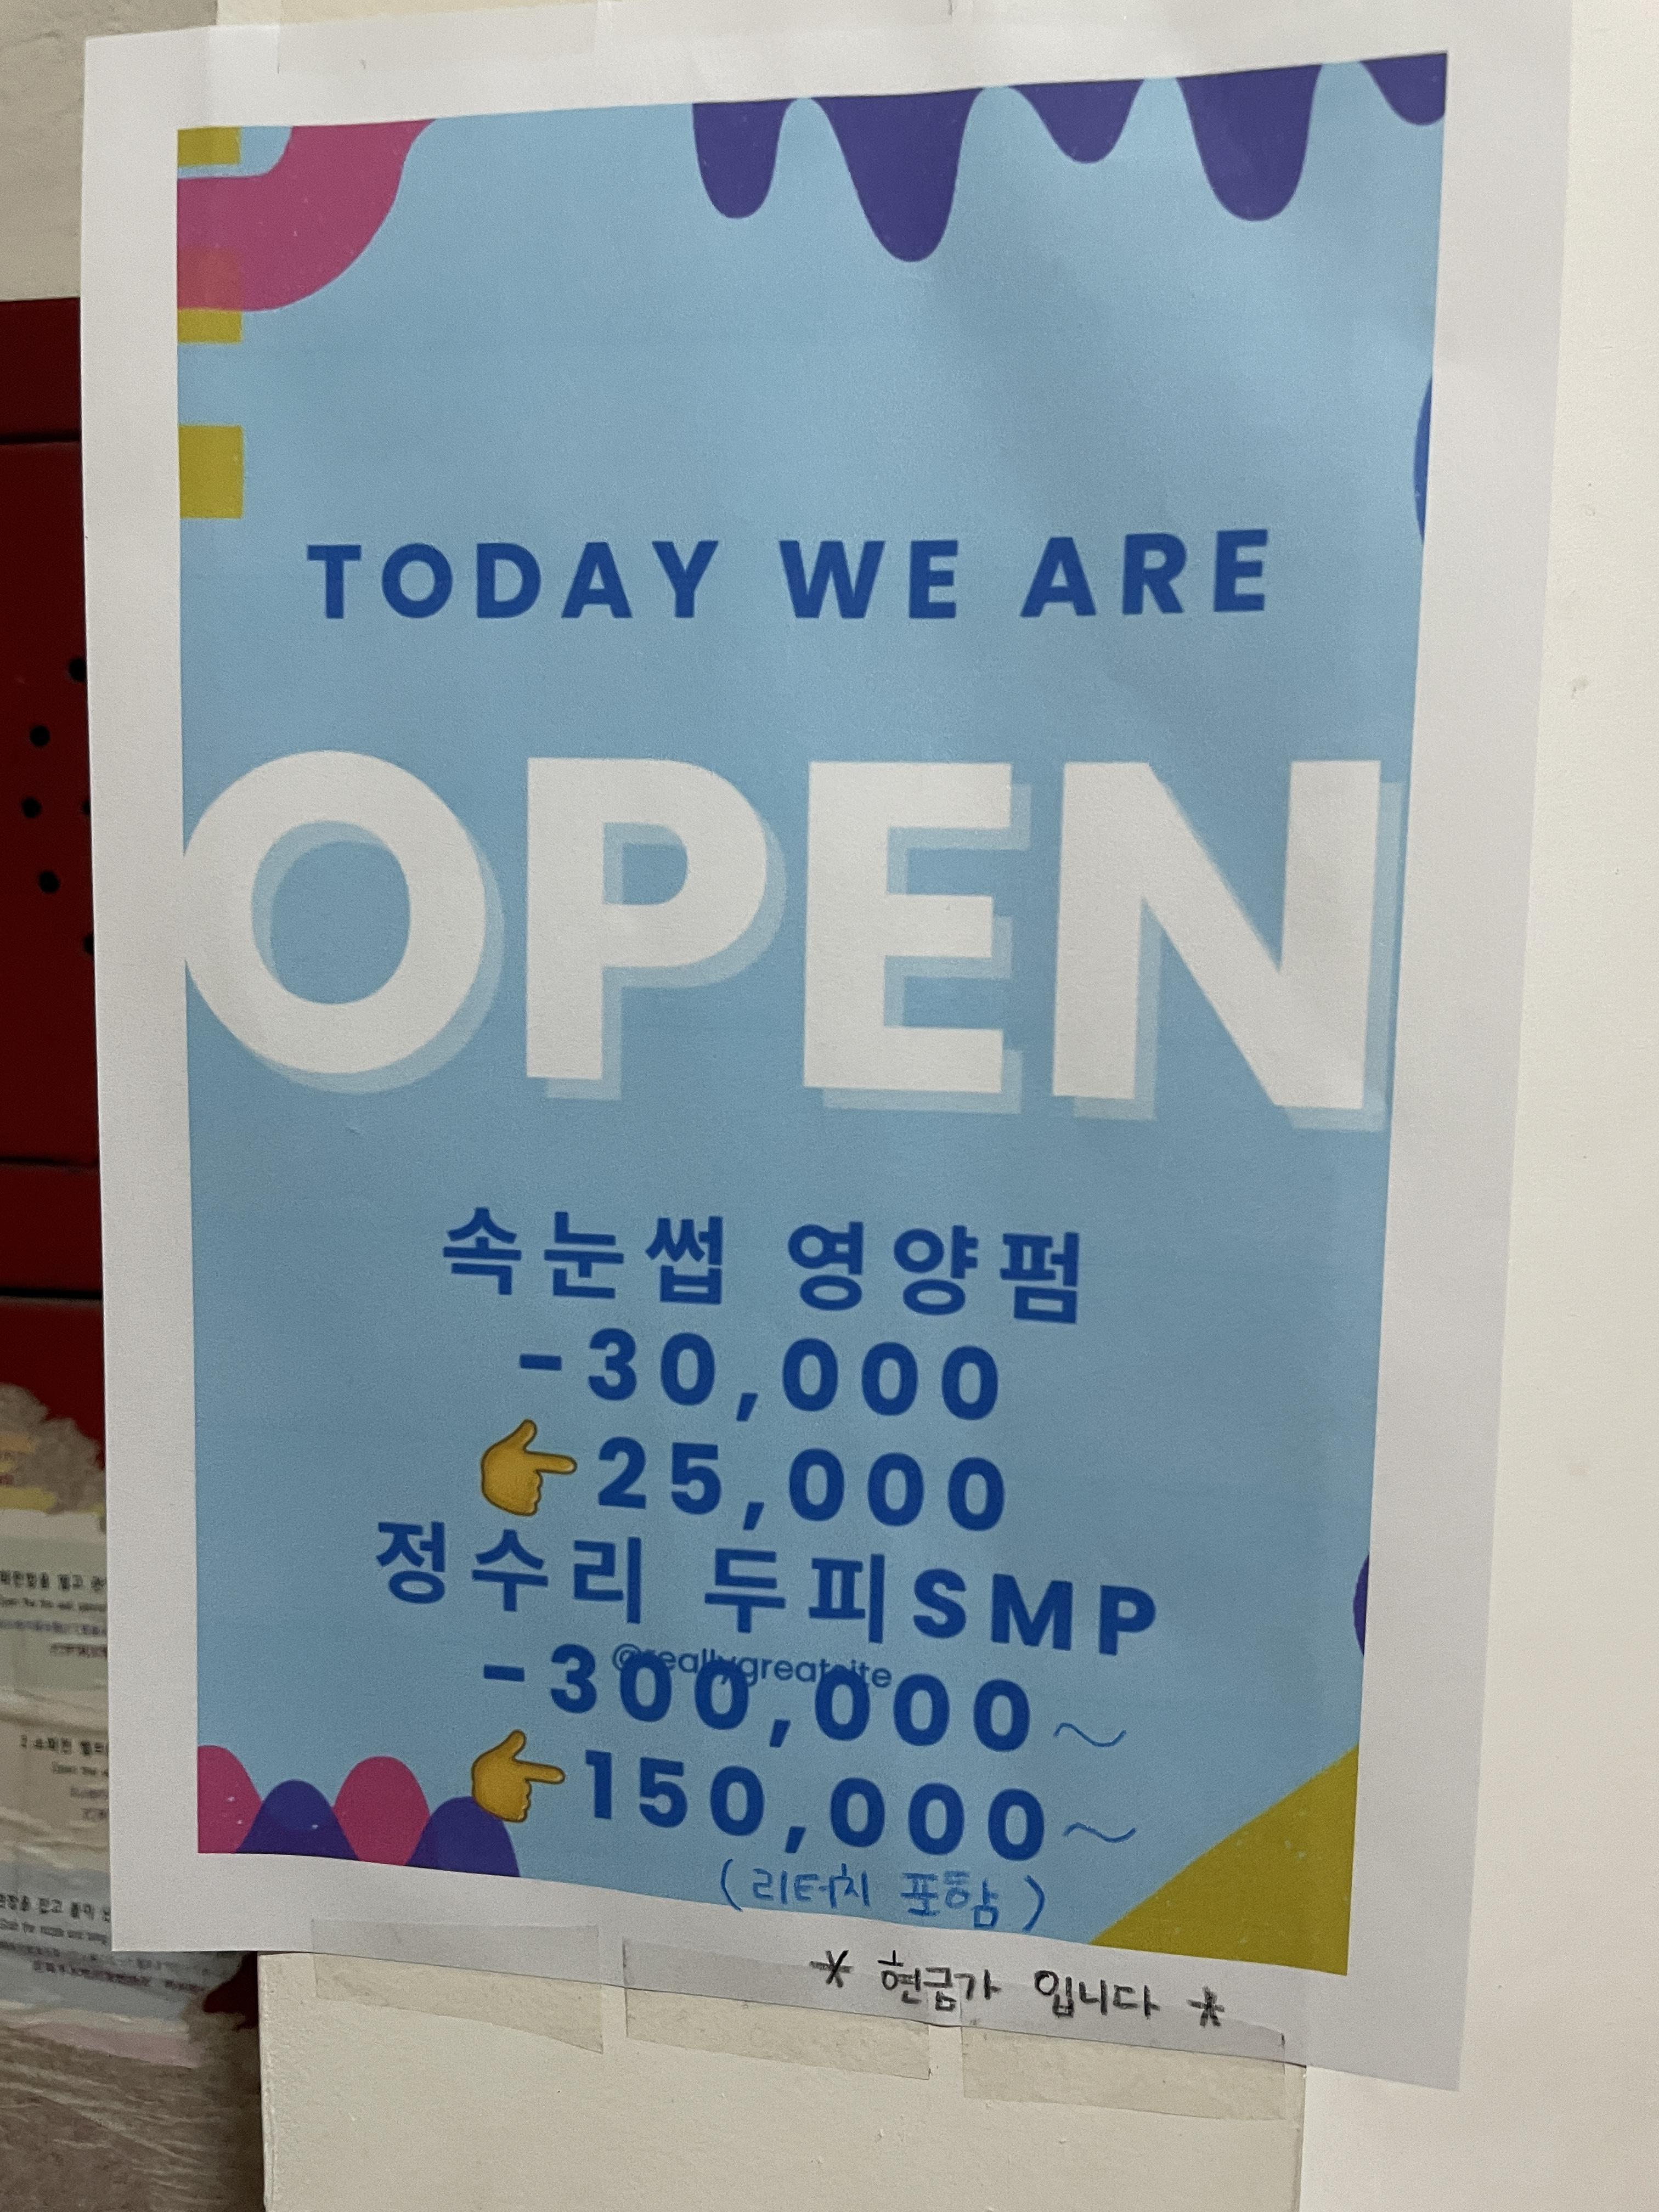 TODAY WE ARE
OPEN
속눈썹 영양펌
-30,000
👉25,000
정수리 두피SMP
@reallygreatsite
-300,000~
👉150,000~
(리터치 포함)
* 현금가 입니다 *